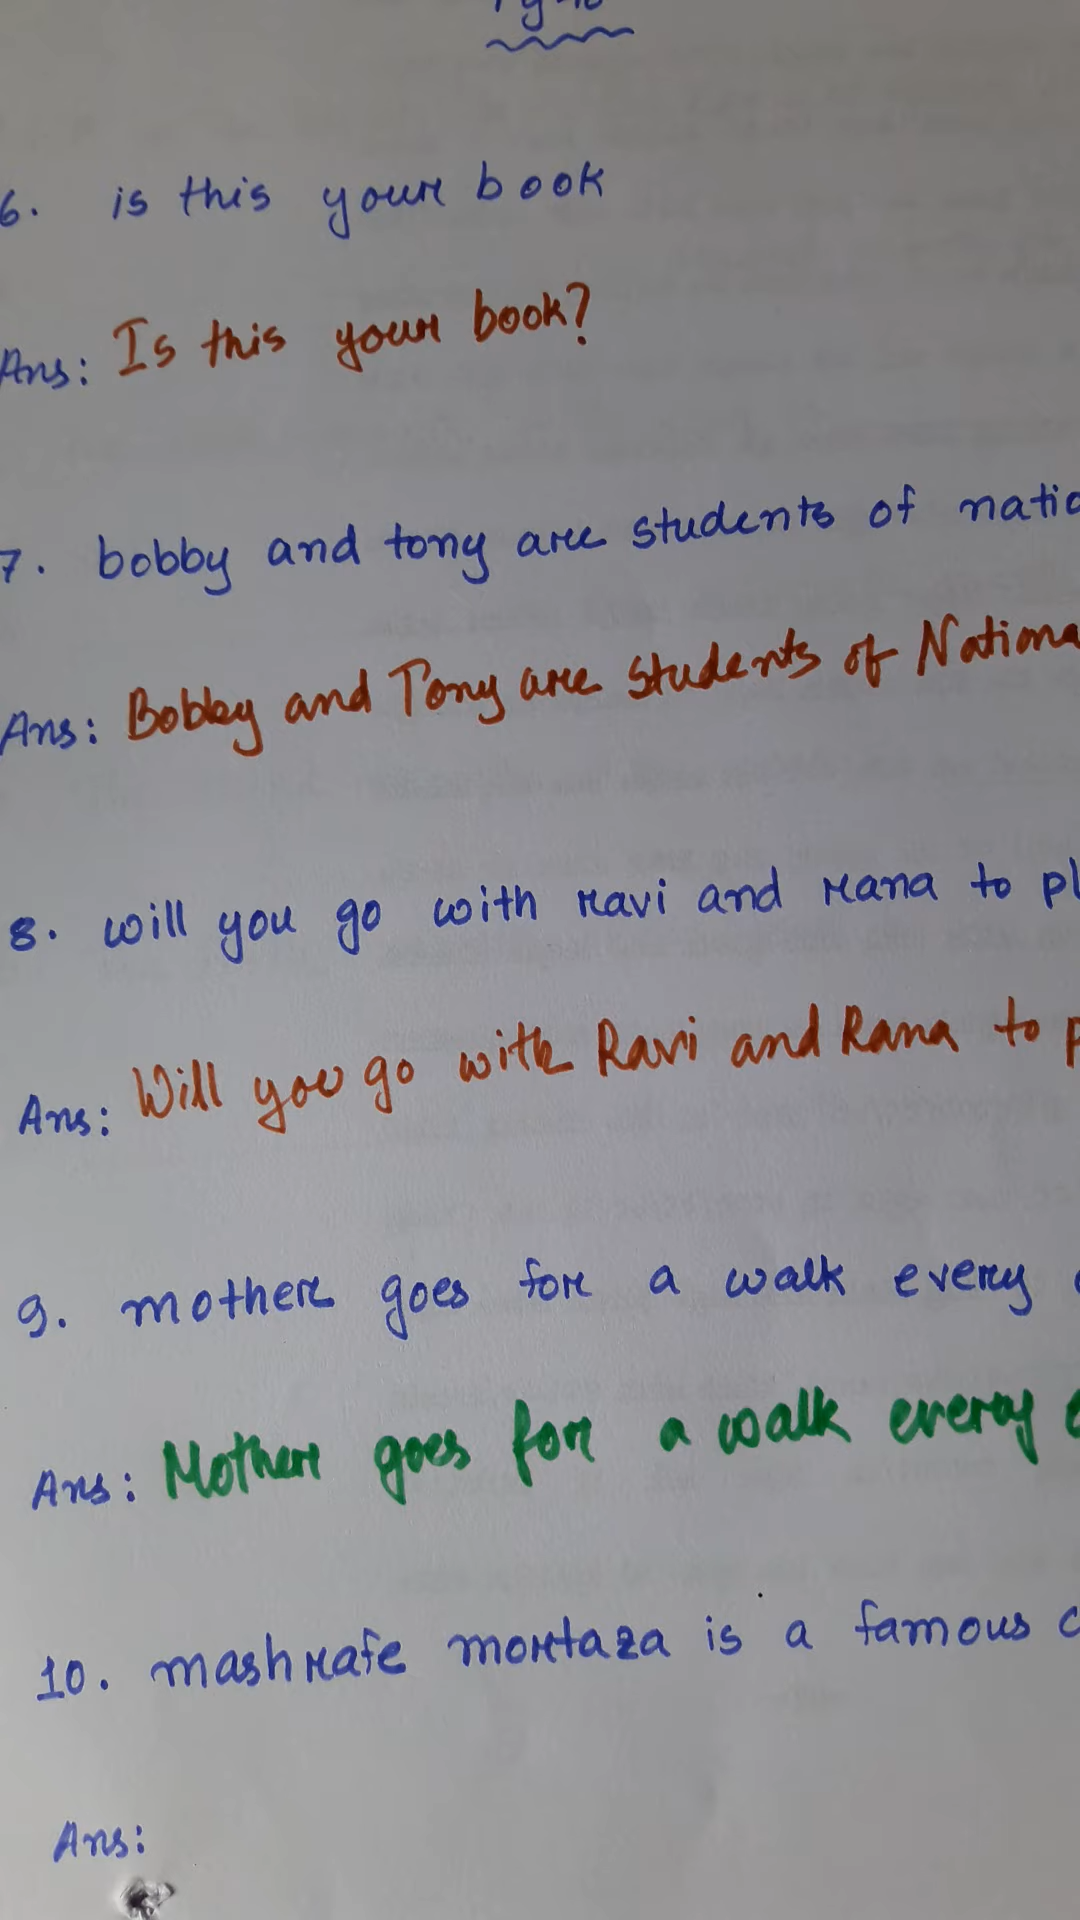 6. is this your book
Ans: Is this your book?
7. bobby and tony are students of natio
Ans: Bobby and Tony are students of Nationa
8. will you go with ravi and rana to pl
Ans: Will you go with Ravi and Rana to p
9. mother goes for a walk every
Ans: Mother goes for a walk every
10. mashrafe mortaza is a famous c
Ans: